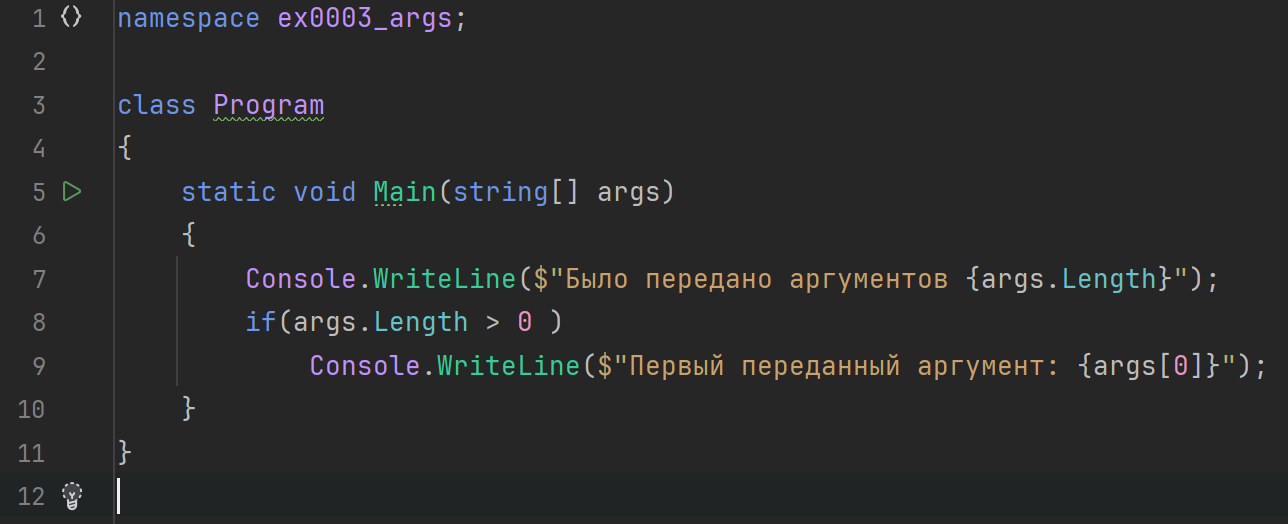 1 namespace ex0003_args;
2
3 class Program
4 {
5 static void Main(string[] args)
6 {
7 Console.WriteLine($"Было передано аргументов {args.Length}");
8 if(args.Length > 0 )
9 Console.WriteLine($"Первый переданный аргумент: {args[0]}");
10 }
11 }
12